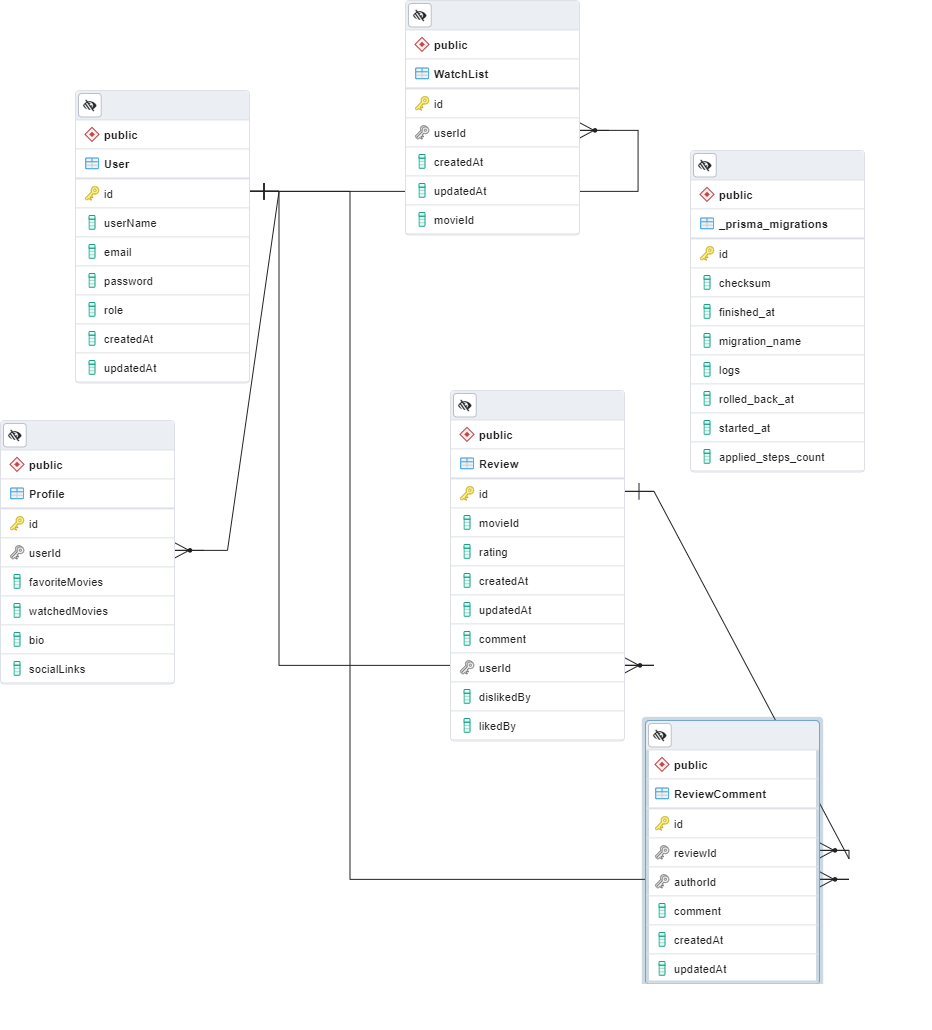 public
WatchList
id
userId
createdAt
updatedAt
movieId
public
User
id
userName
email
password
role
createdAt
updatedAt
public
_prisma_migrations
id
checksum
finished_at
migration_name
logs
rolled_back_at
started_at
applied_steps_count
public
Profile
id
userId
favoriteMovies
watchedMovies
bio
socialLinks
public
Review
id
movieId
rating
createdAt
updatedAt
comment
userId
dislikedBy
likedBy
public
ReviewComment
id
reviewId
authorId
comment
createdAt
updatedAt